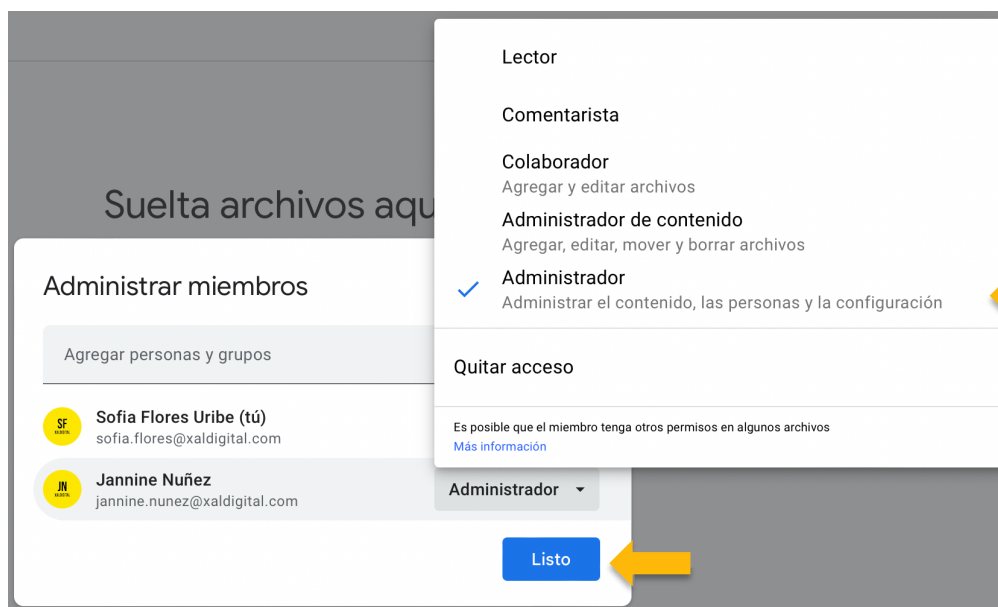 Lector
Comentarista
Colaborador
Agregar y editar archivos
Administrador de contenido
Agregar, editar, mover y borrar archivos
Administrador
Administrar el contenido, las personas y la configuración
Quitar acceso
Es posible que el miembro tenga otros permisos en algunos archivos
Más información
Suelta archivos aqu
Administrar miembros
Agregar personas y grupos
SF
Sofia Flores Uribe (tú)
sofia.flores@xaldigital.com
JN
Jannine Nuñez
jannine.nunez@xaldigital.com
Administrador
Listo